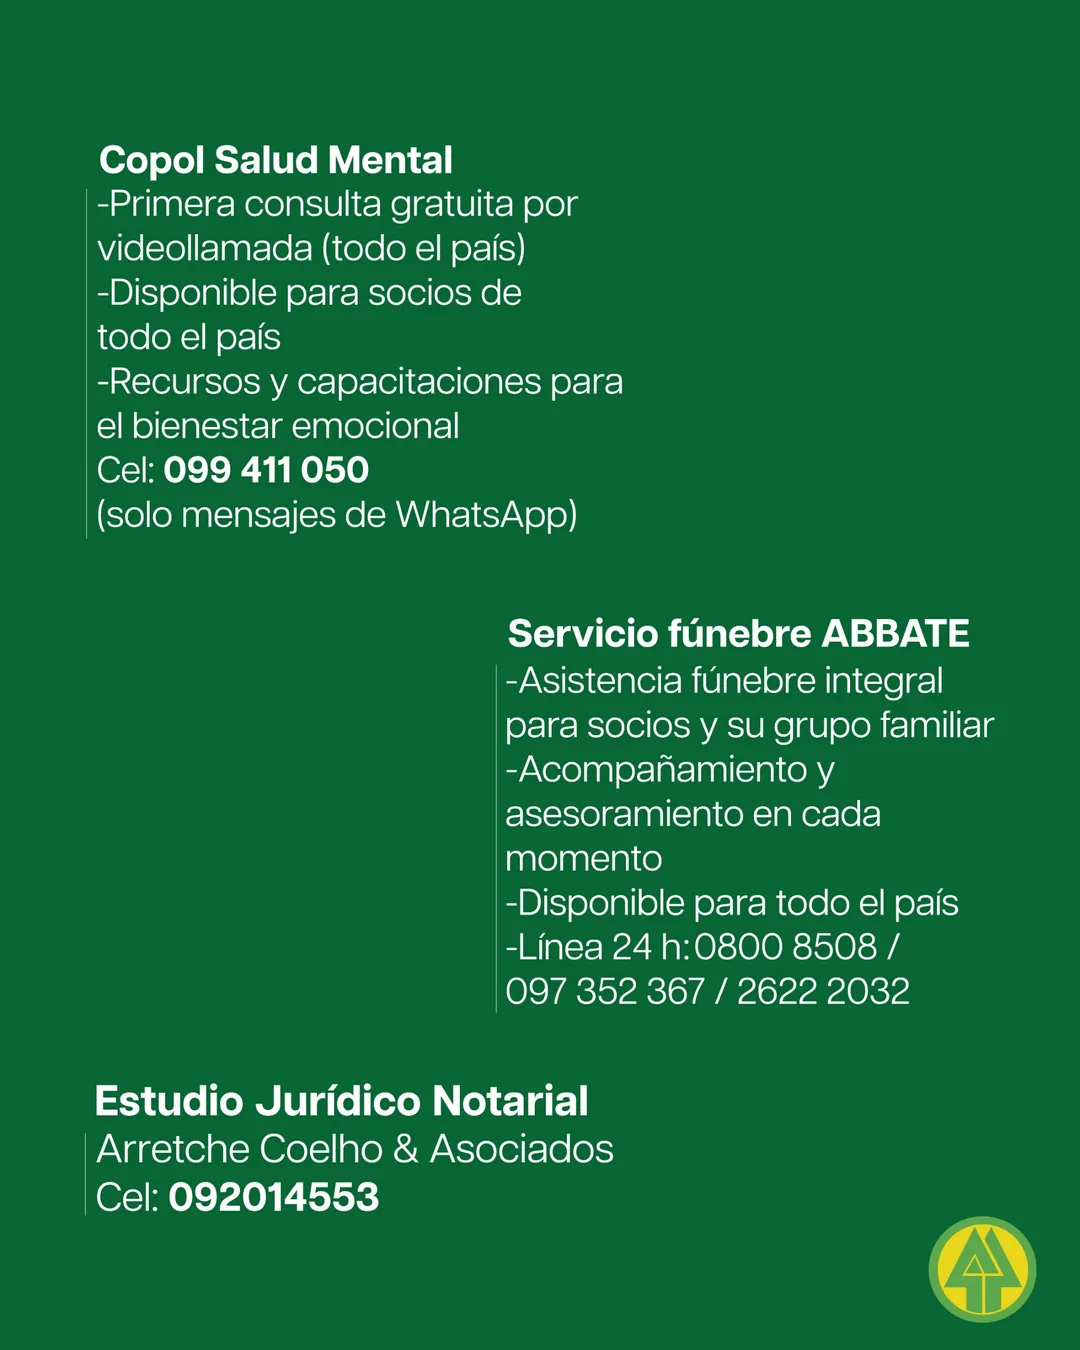 Copol Salud Mental
-Primera consulta gratuita por
videollamada (todo el país)
-Disponible para socios de
todo el país
-Recursos y capacitaciones para
el bienestar emocional
Cel: 099 411 050
(solo mensajes de WhatsApp)
Servicio fúnebre ABBATE
-Asistencia fúnebre integral
para socios y su grupo familiar
-Acompañamiento y
asesoramiento en cada
momento
-Disponible para todo el país
-Línea 24 h:0800 8508 /
097 352 367 / 2622 2032
Estudio Jurídico Notarial
Arretche Coelho & Asociados
Cel: 092014553